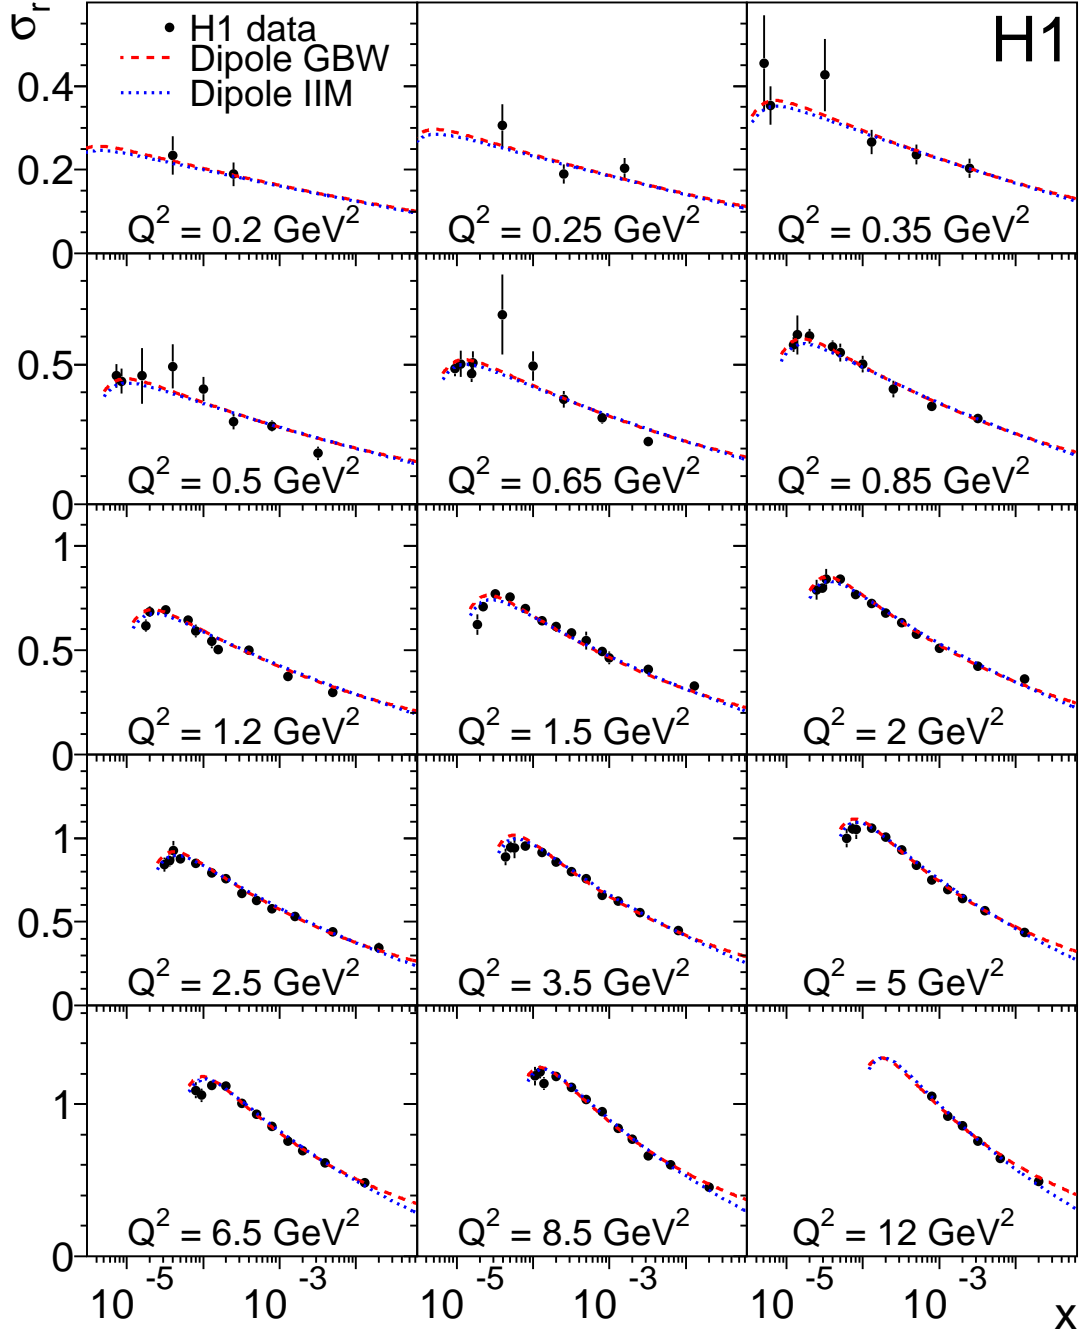 σr
H1 data
Dipole GBW
Dipole IIM
H1
0.4
0.2
0
Q² = 0.2 GeV²
Q² = 0.25 GeV²
Q² = 0.35 GeV²
0.5
0
Q² = 0.5 GeV²
Q² = 0.65 GeV²
Q² = 0.85 GeV²
1
0.5
0
Q² = 1.2 GeV²
Q² = 1.5 GeV²
Q² = 2 GeV²
1
0.5
0
Q² = 2.5 GeV²
Q² = 3.5 GeV²
Q² = 5 GeV²
1
0
Q² = 6.5 GeV²
Q² = 8.5 GeV²
Q² = 12 GeV²
10⁻⁵ 10⁻³ 10⁻⁵ 10⁻³ 10⁻⁵ 10⁻³
x